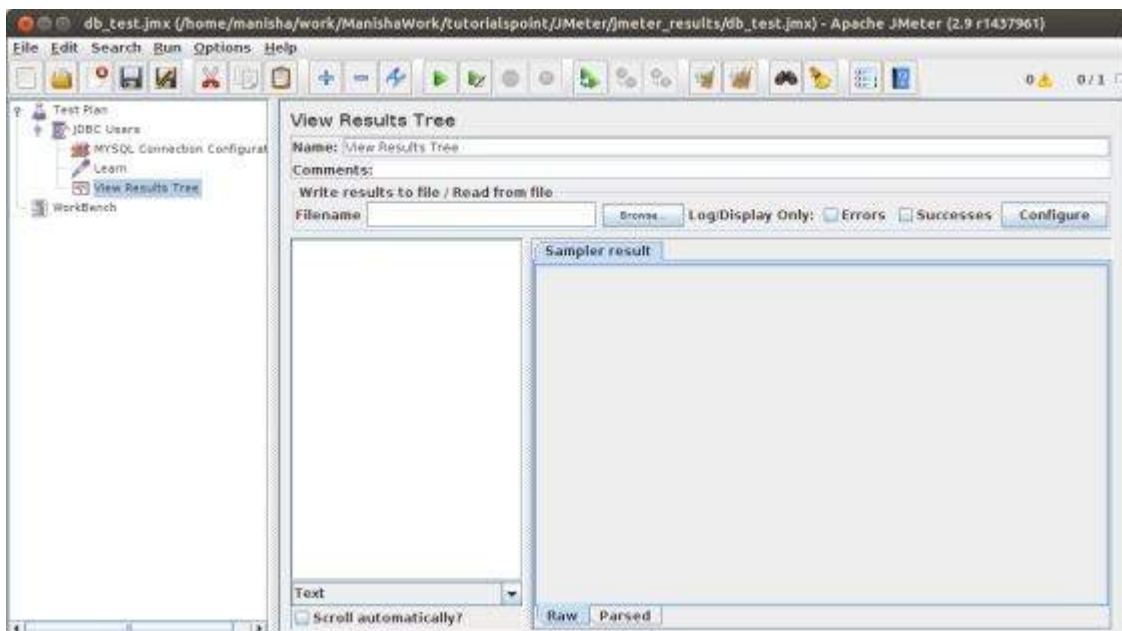 db_test.jmx (/home/manisha/work/ManishaWork/tutorialspoint/JMeter/jmeter_results/db_test.jmx) - Apache JMeter (2.9 r1437961)
File Edit Search Run Options Help
0 0/1
Test Plan
JDBC Users
MYSQL Connection Configurat
Learn
View Results Tree
WorkBench
View Results Tree
Name: View Results Tree
Comments:
Write results to file / Read from file
Filename Browse... Log/Display Only: Errors Successes Configure
Sampler result
Text
Scroll automatically?
Raw Parsed